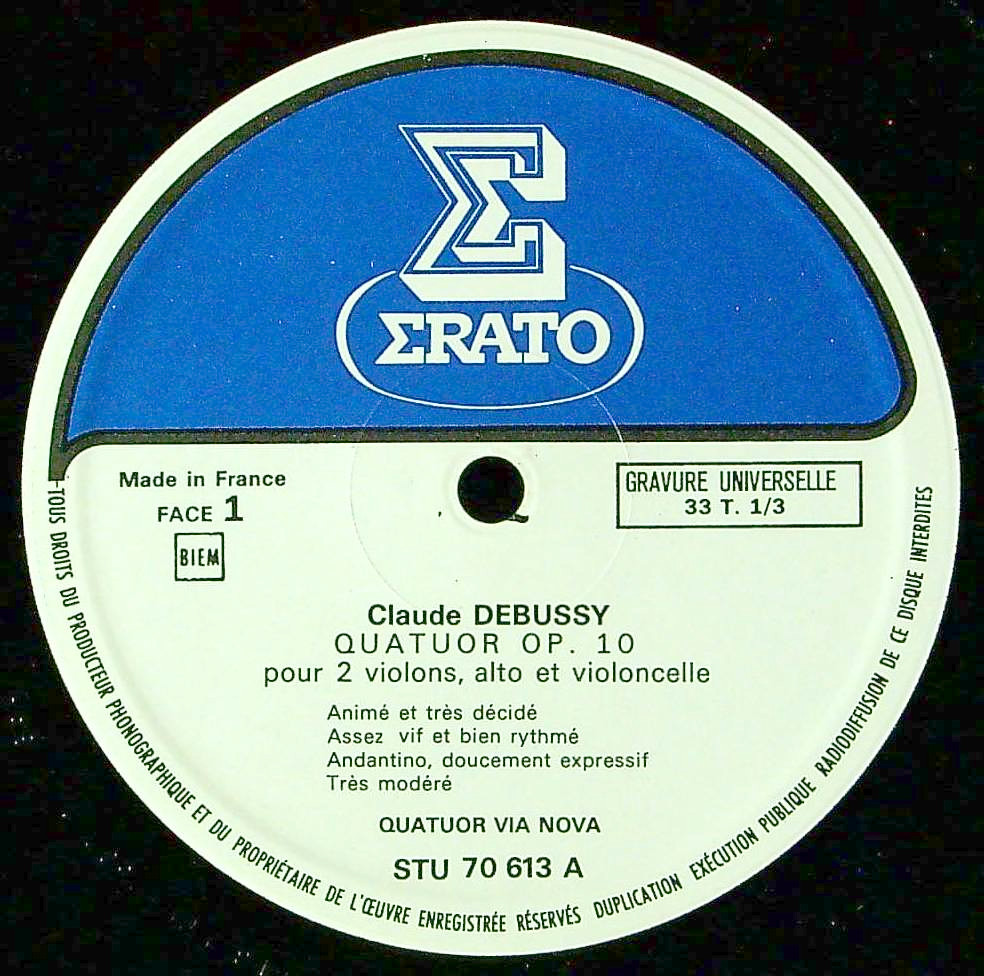 Σ
ΣRATO
Made in France
FACE 1
BIEM
GRAVURE UNIVERSELLE
33 T. 1/3
Claude DEBUSSY
QUATUOR OP. 10
pour 2 violons, alto et violoncelle
Animé et très décidé
Assez vif et bien rythmé
Andantino, doucement expressif
Très modéré
QUATUOR VIA NOVA
STU 70 613 A
TOUS DROITS DU PRODUCTEUR PHONOGRAPHIQUE ET DU PROPRIÉTAIRE DE L'ŒUVRE ENREGISTRÉE RÉSERVÉS DUPLICATION EXÉCUTION PUBLIQUE RADIODIFFUSION DE CE DISQUE INTERDITES